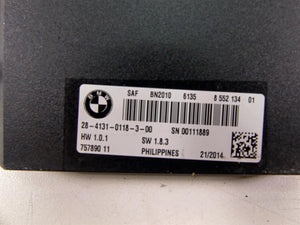 BMW
SAF BN2010 6135 8 552 134 01
28-4131-0118-3-00 SN 00111889
HW 1.0.1 SW 1.8.3
757890 11 PHILIPPINES 21/2014